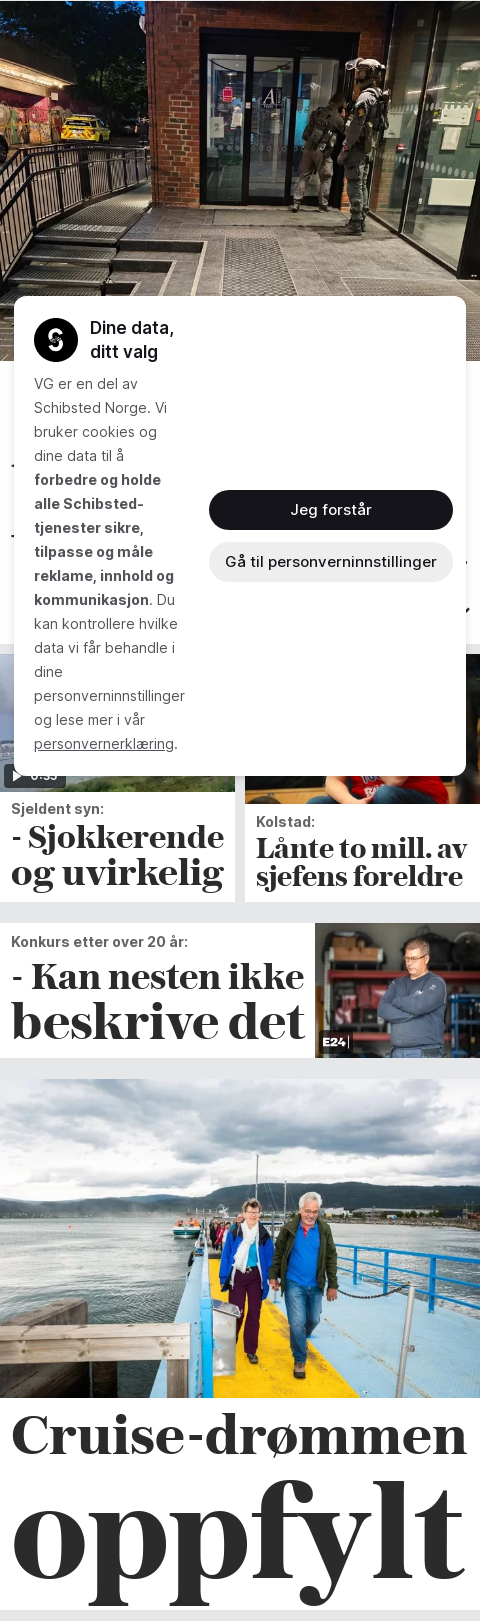 Dine data,
ditt valg
VG er en del av
Schibsted Norge. Vi
bruker cookies og
dine data til å
forbedre og holde
alle Schibsted-
tjenester sikre,
tilpasse og måle
reklame, innhold og
kommunikasjon. Du
kan kontrollere hvilke
data vi får behandle i
dine
personverninnstillinger
og lese mer i vår
personvernerklæring.
Jeg forstår
Gå til personverninnstillinger
Sjeldent syn:
- Sjokkerende
og uvirkelig
Kolstad:
Lånte to mill. av
sjefens foreldre
Konkurs etter over 20 år:
- Kan nesten ikke
beskrive det
E24
Cruise-drømmen
oppfylt